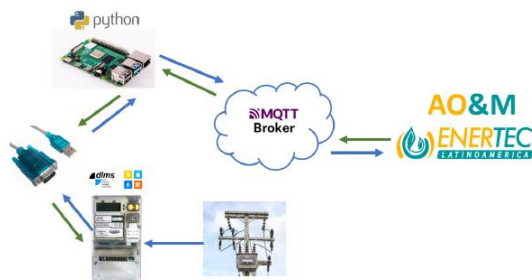 python
MQTT
Broker
AO&M
ENERTEC
LATINOAMERICA
dlms